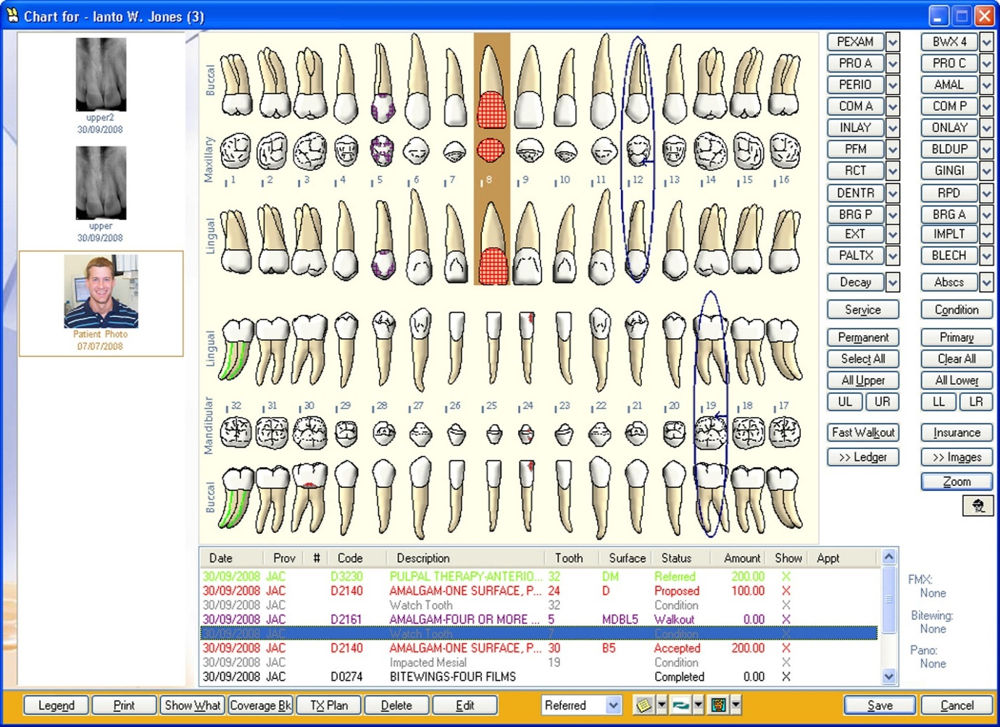 Chart for - Ianto W. Jones (3)
upper2
30/09/2008
upper
30/09/2008
Patient Photo
07/07/2008
Buccal
Maxillary
1 2 3 4 5 6 7 8 9 10 11 12 13 14 15 16
Lingual
Lingual
32 31 30 29 28 27 26 25 24 23 22 21 20 19 18 17
Mandibular
Buccal
PEXAM BWX 4
PRO A PRO C
PERIO AMAL
COM A COM P
INLAY ONLAY
PFM BLDUP
RCT GINGI
DENTR RPD
BRG P BRG A
EXT IMPLT
PALTX BLECH
Decay Abscs
Service Condition
Permanent Primary
Select All Clear All
All Upper All Lower
UL UR LL LR
Fast Walkout Insurance
>> Ledger >> Images
Zoom
Date Prov # Code Description Tooth Surface Status Amount Show Appt
30/09/2008 JAC D3230 PULPAL THERAPY-ANTERIO... 32 DM Referred 200.00 X
30/09/2008 JAC D2140 AMALGAM-ONE SURFACE, P... 24 D Proposed 100.00 X
30/09/2008 JAC Watch Tooth 32 Condition X
30/09/2008 JAC D2161 AMALGAM-FOUR OR MORE ... 5 MDBL5 Walkout 0.00 X
30/09/2008 JAC Watch Tooth 7 Condition X
30/09/2008 JAC D2140 AMALGAM-ONE SURFACE, P... 30 B5 Accepted 200.00 X
30/09/2008 JAC Impacted Mesial 19 Condition X
30/09/2008 JAC D0274 BITEWINGS-FOUR FILMS Completed 0.00 X
FMX:
None
Bitewing:
None
Pano:
None
Legend Print Show What Coverage Bk TX Plan Delete Edit Referred Save Cancel